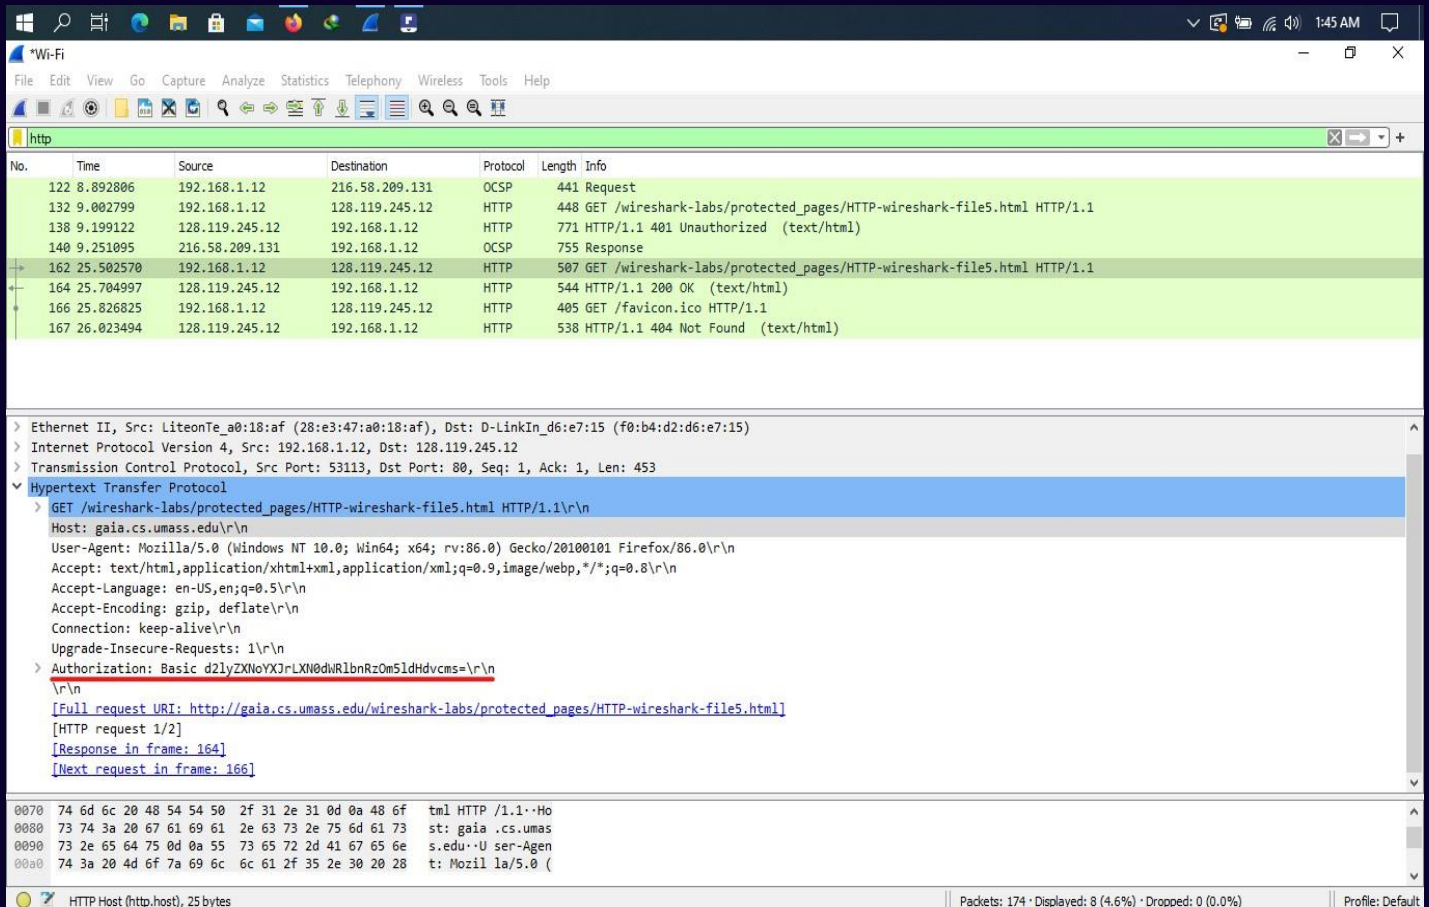 1:45 AM
*Wi-Fi
File Edit View Go Capture Analyze Statistics Telephony Wireless Tools Help
http
No. Time Source Destination Protocol Length Info
122 8.892806 192.168.1.12 216.58.209.131 OCSP 441 Request
132 9.002799 192.168.1.12 128.119.245.12 HTTP 448 GET /wireshark-labs/protected_pages/HTTP-wireshark-file5.html HTTP/1.1
138 9.199122 128.119.245.12 192.168.1.12 HTTP 771 HTTP/1.1 401 Unauthorized (text/html)
140 9.251095 216.58.209.131 192.168.1.12 OCSP 755 Response
162 25.502570 192.168.1.12 128.119.245.12 HTTP 507 GET /wireshark-labs/protected_pages/HTTP-wireshark-file5.html HTTP/1.1
164 25.704997 128.119.245.12 192.168.1.12 HTTP 544 HTTP/1.1 200 OK (text/html)
166 25.826825 192.168.1.12 128.119.245.12 HTTP 405 GET /favicon.ico HTTP/1.1
167 26.023494 128.119.245.12 192.168.1.12 HTTP 538 HTTP/1.1 404 Not Found (text/html)
Ethernet II, Src: LiteonTe_a0:18:af (28:e3:47:a0:18:af), Dst: D-LinkIn_d6:e7:15 (f0:b4:d2:d6:e7:15)
Internet Protocol Version 4, Src: 192.168.1.12, Dst: 128.119.245.12
Transmission Control Protocol, Src Port: 53113, Dst Port: 80, Seq: 1, Ack: 1, Len: 453
Hypertext Transfer Protocol
GET /wireshark-labs/protected_pages/HTTP-wireshark-file5.html HTTP/1.1\r\n
Host: gaia.cs.umass.edu\r\n
User-Agent: Mozilla/5.0 (Windows NT 10.0; Win64; x64; rv:86.0) Gecko/20100101 Firefox/86.0\r\n
Accept: text/html,application/xhtml+xml,application/xml;q=0.9,image/webp,*/*;q=0.8\r\n
Accept-Language: en-US,en;q=0.5\r\n
Accept-Encoding: gzip, deflate\r\n
Connection: keep-alive\r\n
Upgrade-Insecure-Requests: 1\r\n
Authorization: Basic d2lyZXNoYXJrLXN0dWRlbnRzOm5ldHdvcms=\r\n
\r\n
[Full request URI: http://gaia.cs.umass.edu/wireshark-labs/protected_pages/HTTP-wireshark-file5.html]
[HTTP request 1/2]
[Response in frame: 164]
[Next request in frame: 166]
0070 74 6d 6c 20 48 54 54 50 2f 31 2e 31 0d 0a 48 6f tml HTTP /1.1··Ho
0080 73 74 3a 20 67 61 69 61 2e 63 73 2e 75 6d 61 73 st: gaia .cs.umas
0090 73 2e 65 64 75 0d 0a 55 73 65 72 2d 41 67 65 6e s.edu··U ser-Agen
00a0 74 3a 20 4d 6f 7a 69 6c 6c 61 2f 35 2e 30 20 28 t: Mozil la/5.0 (
HTTP Host (http.host), 25 bytes Packets: 174 · Displayed: 8 (4.6%) · Dropped: 0 (0.0%) Profile: Default